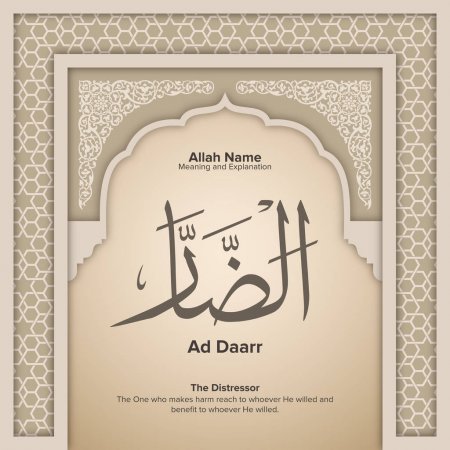 Allah Name
Meaning and Explanation
الْضَّارَّ
Ad Daarr
The Distressor
The One who makes harm reach to whoever He willed and
benefit to whoever He willed.